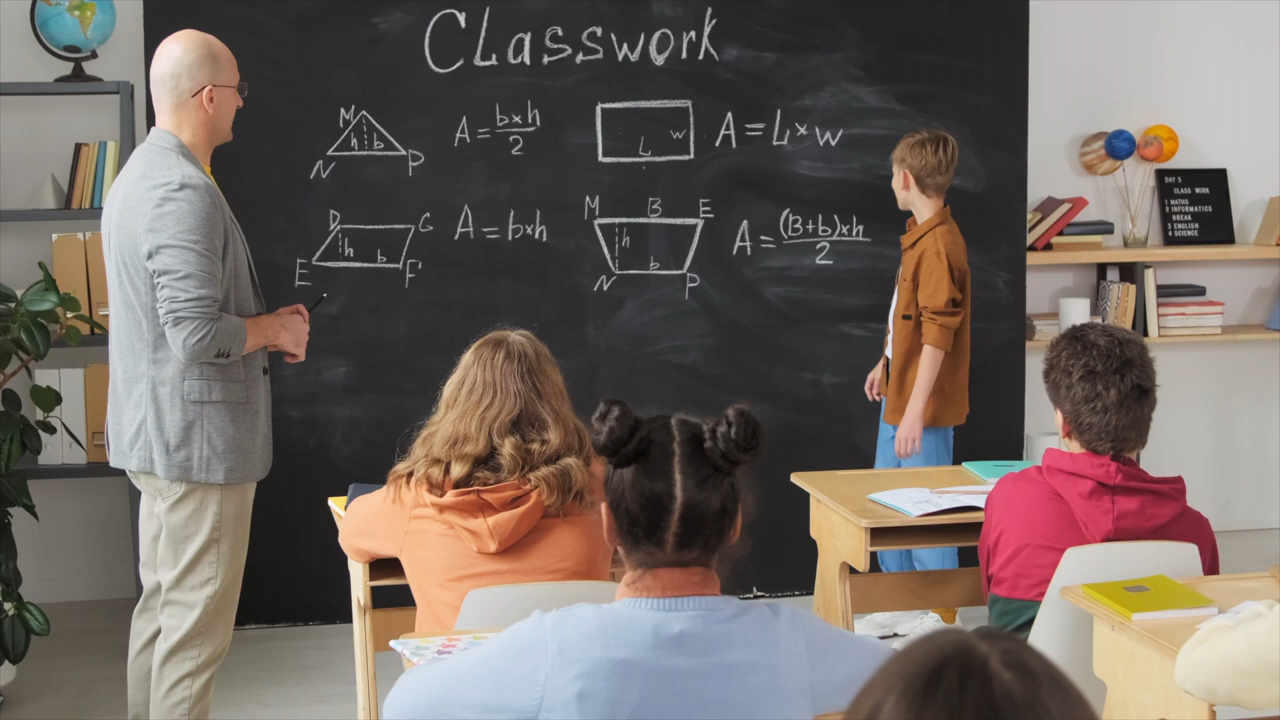 Classwork
M
h b
N P
A = b×h/2
L w
A = L×w
D G
h b
E F
A = b×h
M B E
h
b
N P
A = (B+b)×h/2
DAY 5
CLASS WORK
1 MATHS
2 INFORMATICS
BREAK
3 ENGLISH
4 SCIENCE